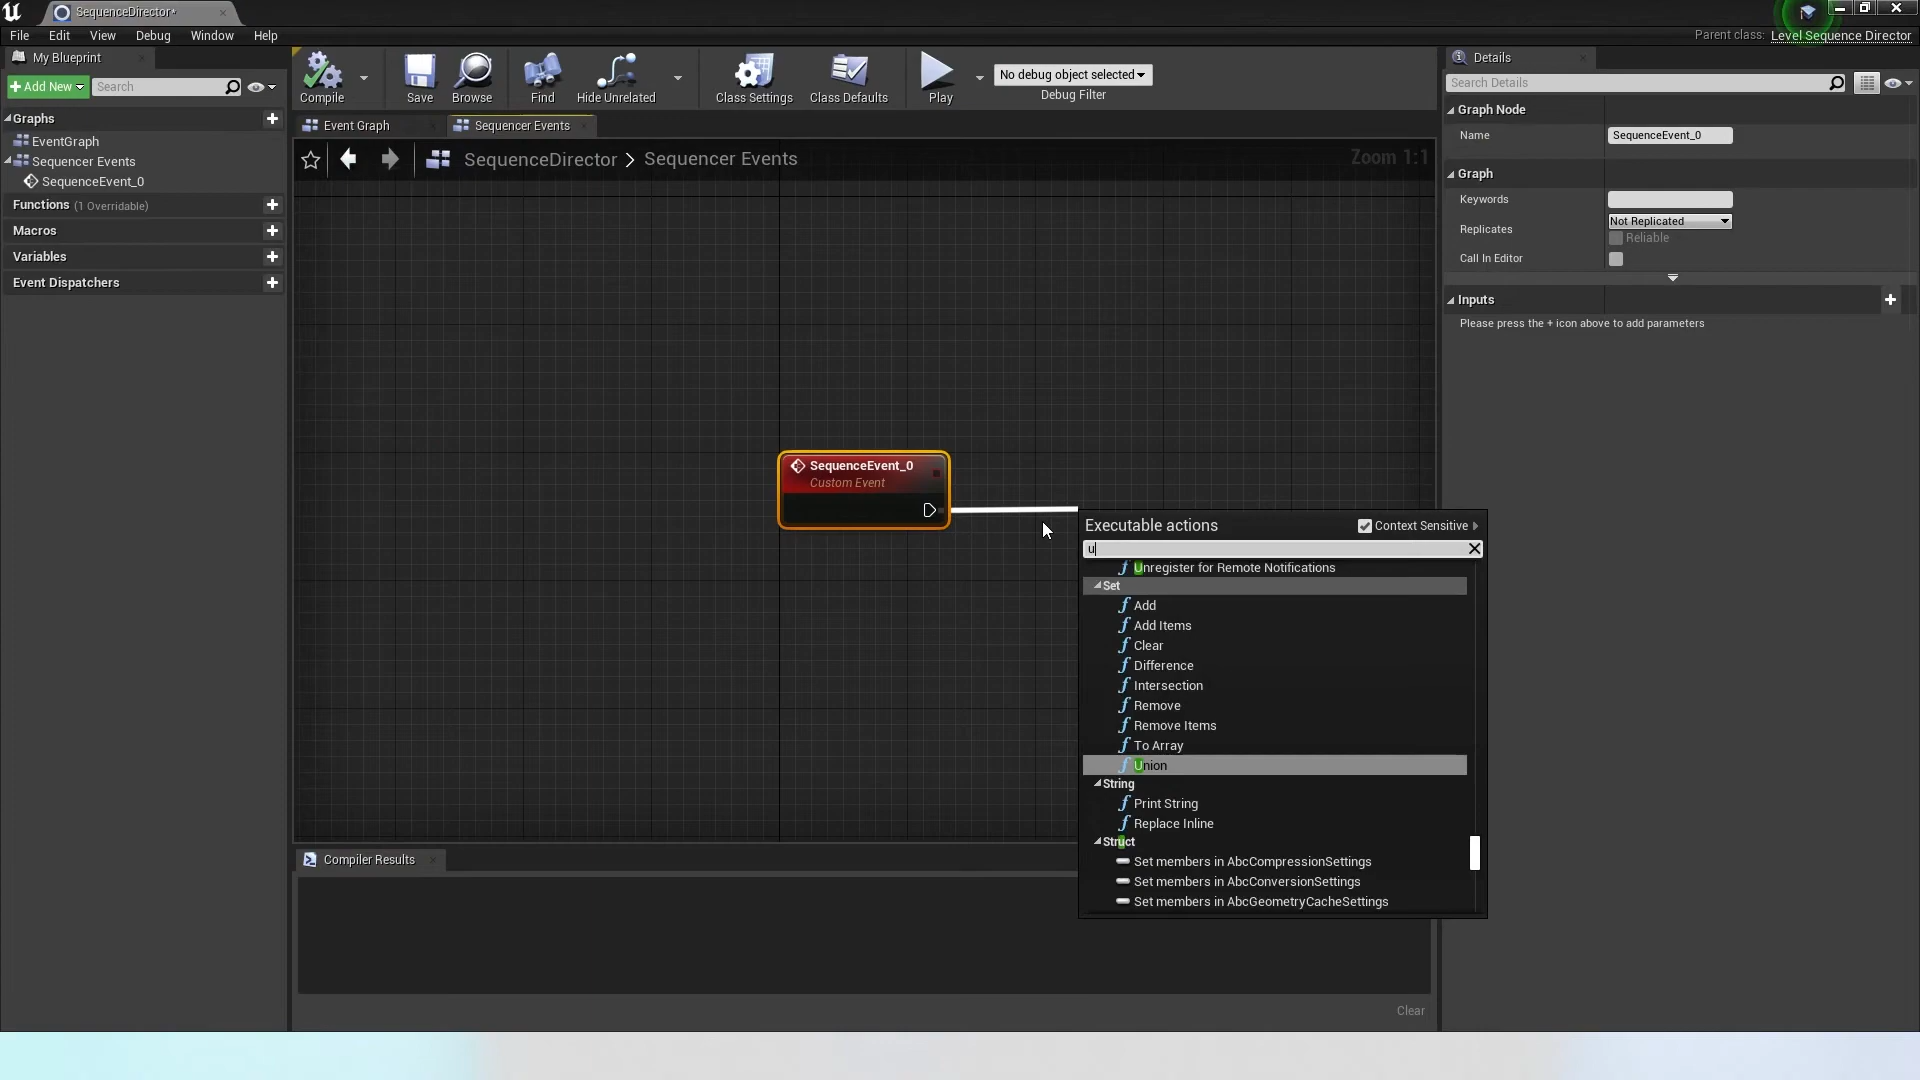 SequenceDirector*
File Edit View Debug Window Help
Parent class: Level Sequence Director
My Blueprint
Add New
Search
Compile
Save
Browse
Find
Hide Unrelated
Class Settings
Class Defaults
Play
No debug object selected
Debug Filter
Details
Search Details
Graphs
EventGraph
Sequencer Events
SequenceEvent_0
Functions (1 Overridable)
Macros
Variables
Event Dispatchers
Event Graph
Sequencer Events
SequenceDirector > Sequencer Events
Zoom 1:1
SequenceEvent_0
Custom Event
Executable actions
Context Sensitive
u
Unregister for Remote Notifications
Set
Add
Add Items
Clear
Difference
Intersection
Remove
Remove Items
To Array
Union
String
Print String
Replace Inline
Struct
Set members in AbcCompressionSettings
Set members in AbcConversionSettings
Set members in AbcGeometryCacheSettings
Compiler Results
Clear
Graph Node
Name SequenceEvent_0
Graph
Keywords
Replicates Not Replicated
Reliable
Call In Editor
Inputs
Please press the + icon above to add parameters